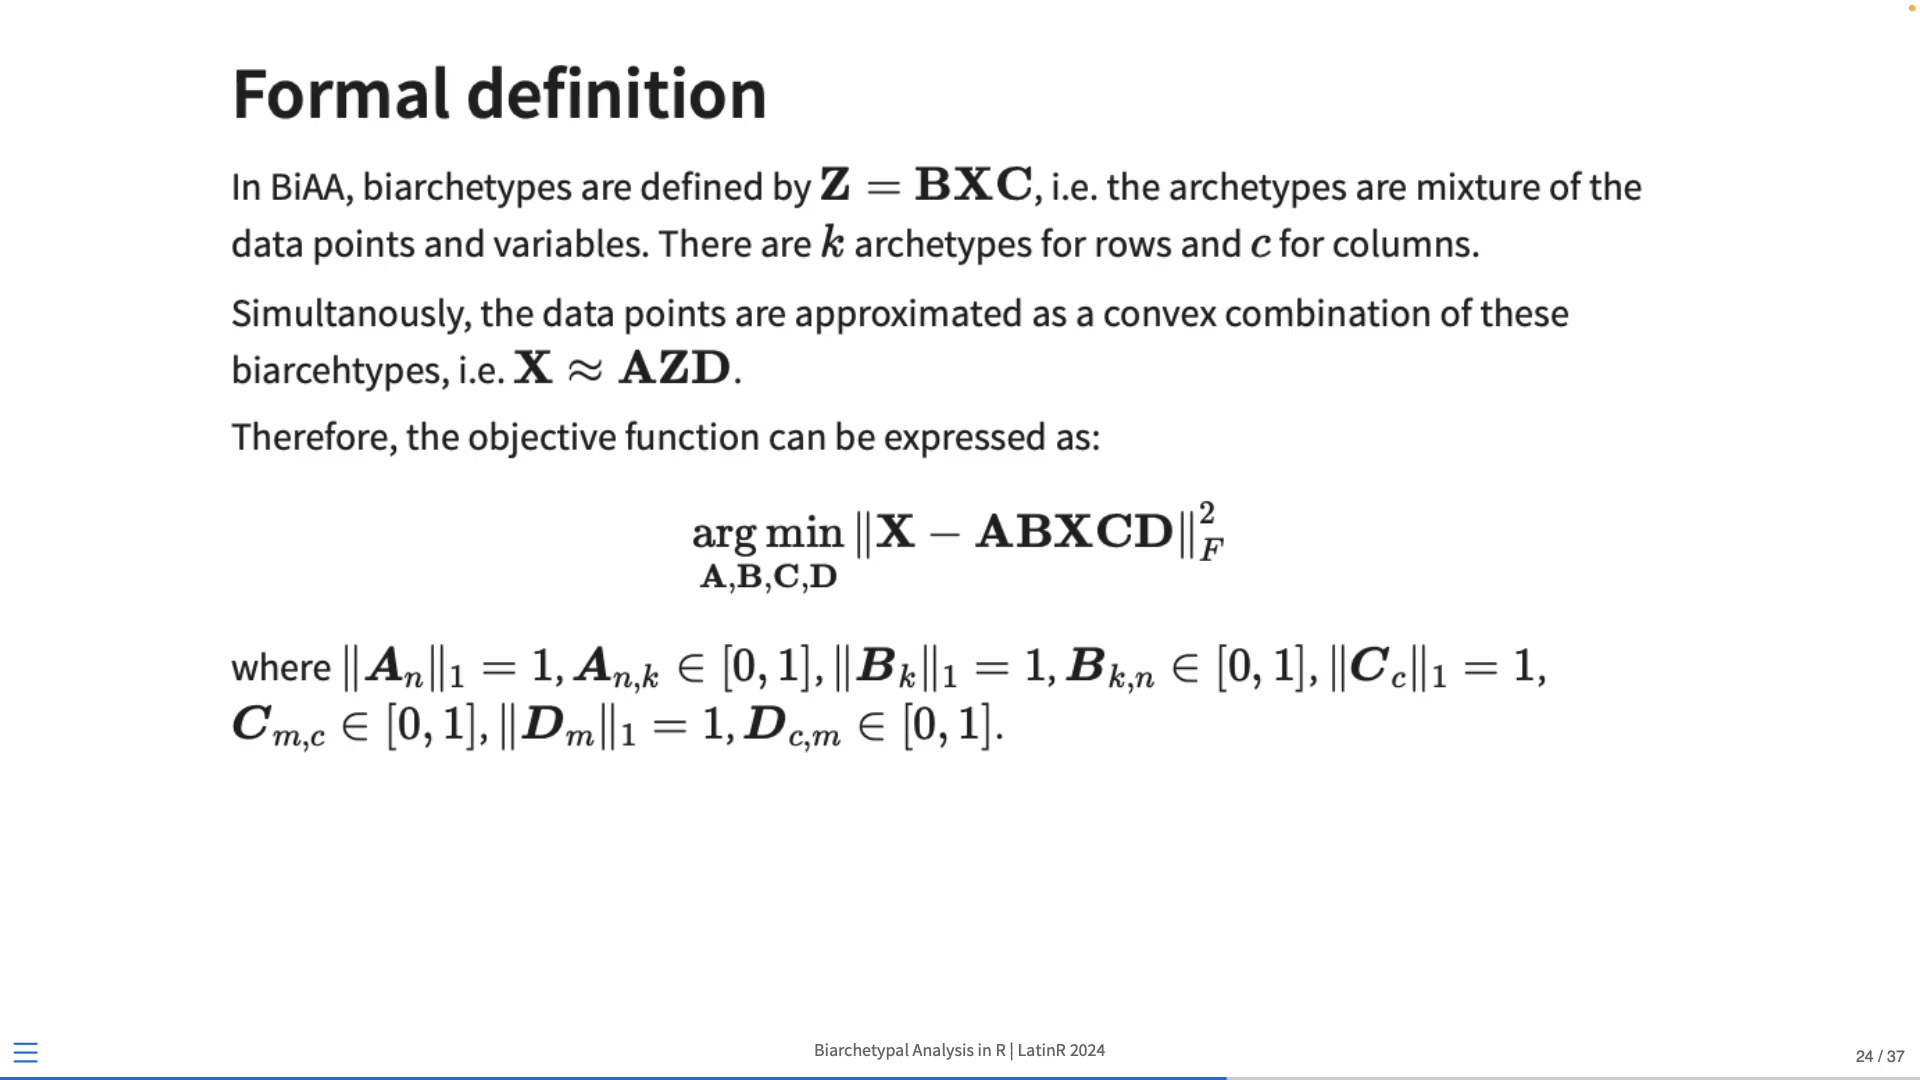 Formal definition
In BiAA, biarchetypes are defined by Z = BXC, i.e. the archetypes are mixture of the
data points and variables. There are k archetypes for rows and c for columns.
Simultanously, the data points are approximated as a convex combination of these
biarcehtypes, i.e. X ≈ AZD.
Therefore, the objective function can be expressed as:
arg min ‖X − ABXCD‖²_F
A,B,C,D
where ‖A_n‖₁ = 1, A_{n,k} ∈ [0, 1], ‖B_k‖₁ = 1, B_{k,n} ∈ [0, 1], ‖C_c‖₁ = 1,
C_{m,c} ∈ [0, 1], ‖D_m‖₁ = 1, D_{c,m} ∈ [0, 1].
Biarchetypal Analysis in R | LatinR 2024
24 / 37